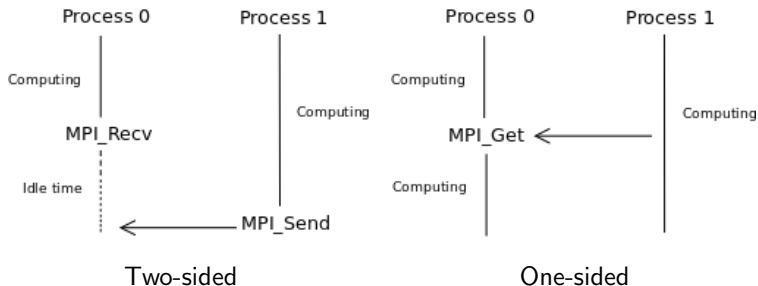 Process 0 Process 1 Process 0 Process 1
Computing Computing
Computing Computing
MPI_Recv MPI_Get
Idle time Computing
MPI_Send
Two-sided One-sided